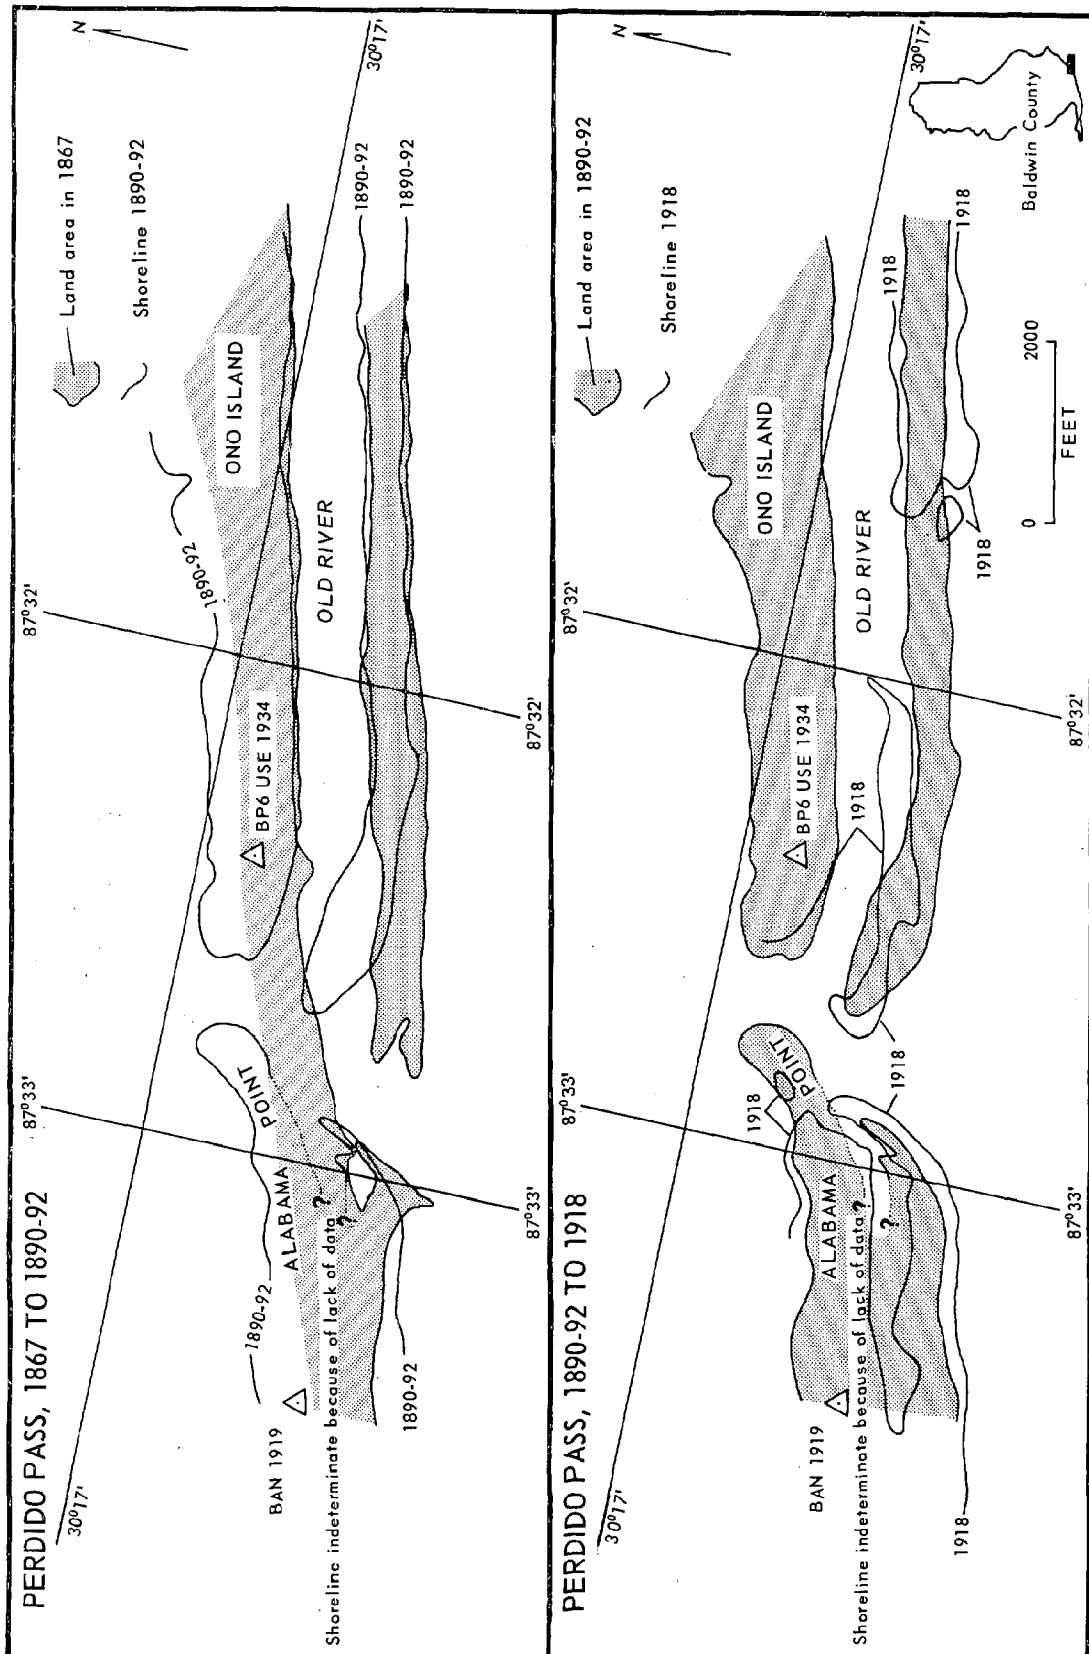 PERDIDO PASS, 1867 TO 1890-92
N
Land area in 1867
Shoreline 1890-92
30°17'
87°33'
87°32'
1890-92
1890-92
POINT
ALABAMA
BAN 1919
BP6 USE 1934
ONO ISLAND
OLD RIVER
Shoreline indeterminate because of lack of data ?
?
1890-92
1890-92
1890-92
87°33'
87°32'
30°17'
PERDIDO PASS, 1890-92 TO 1918
N
Land area in 1890-92
Shoreline 1918
30°17'
87°33'
87°32'
1918
POINT
ALABAMA
BAN 1919
BP6 USE 1934
ONO ISLAND
1918
OLD RIVER
1918
Shoreline indeterminate because of lack of data ?
?
1918
1918
1918
1918
1918
87°33'
87°32'
0 2000
FEET
30°17'
Baldwin County